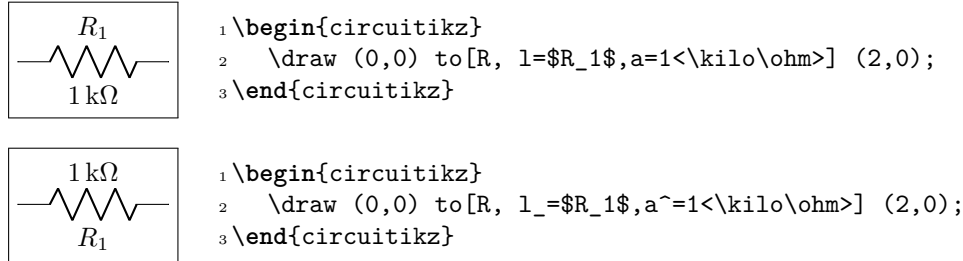 R_1
1 kΩ
1 \begin{circuitikz}
2 \draw (0,0) to[R, l=$R_1$,a=1<\kilo\ohm>] (2,0);
3 \end{circuitikz}
1 kΩ
R_1
1 \begin{circuitikz}
2 \draw (0,0) to[R, l_=$R_1$,a^=1<\kilo\ohm>] (2,0);
3 \end{circuitikz}